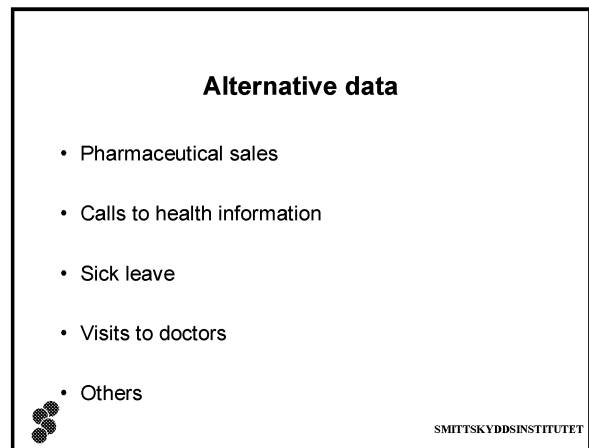 Alternative data
• Pharmaceutical sales
• Calls to health information
• Sick leave
• Visits to doctors
• Others
SMITTSKYDDSINSTITUTET